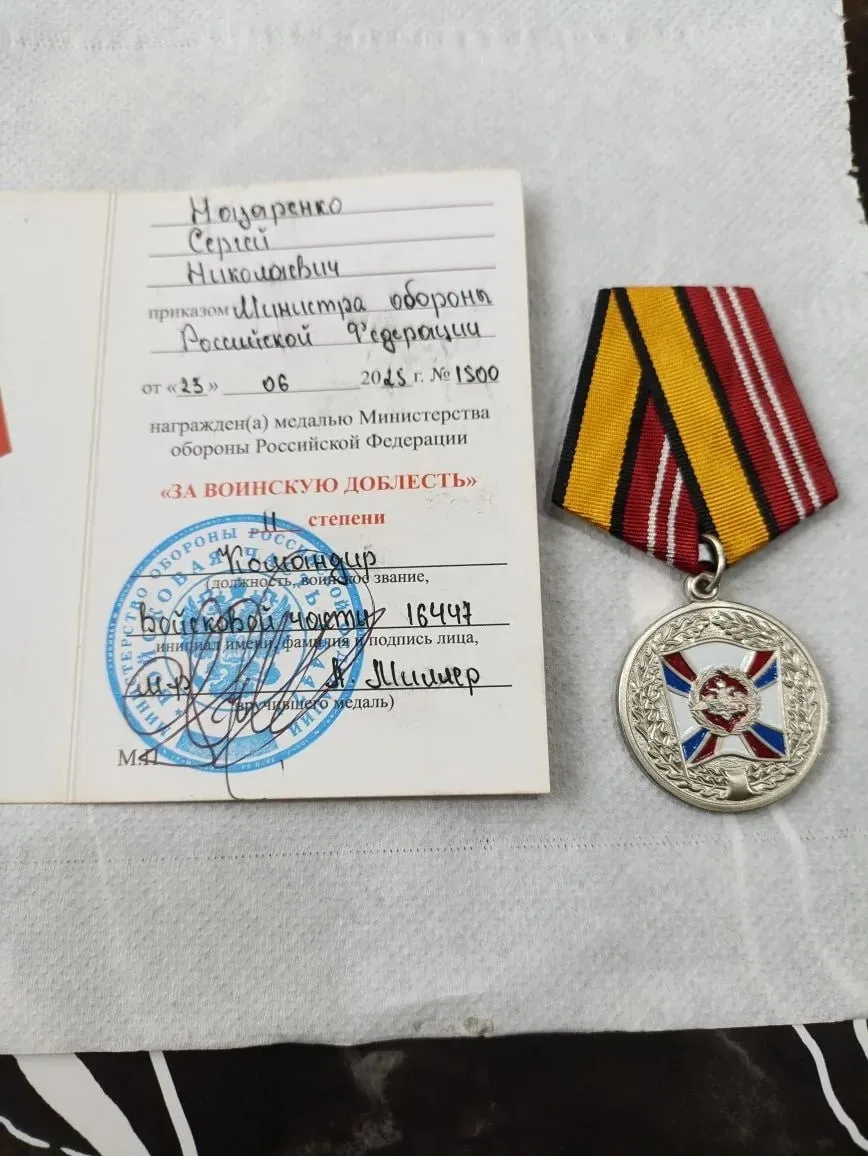 Ноцаренко
Сергей
Николаевич
приказом Министра обороны
Российской Федерации
от «23» 06 2025 г. № 1500
награжден(а) медалью Министерства
обороны Российской Федерации
«ЗА ВОИНСКУЮ ДОБЛЕСТЬ»
II степени
Командир
(должность, воинское звание,
Войсковой части 16447
инициал имени, фамилия и подпись лица,
М-р А. Миллер
вручившего медаль)
М.П